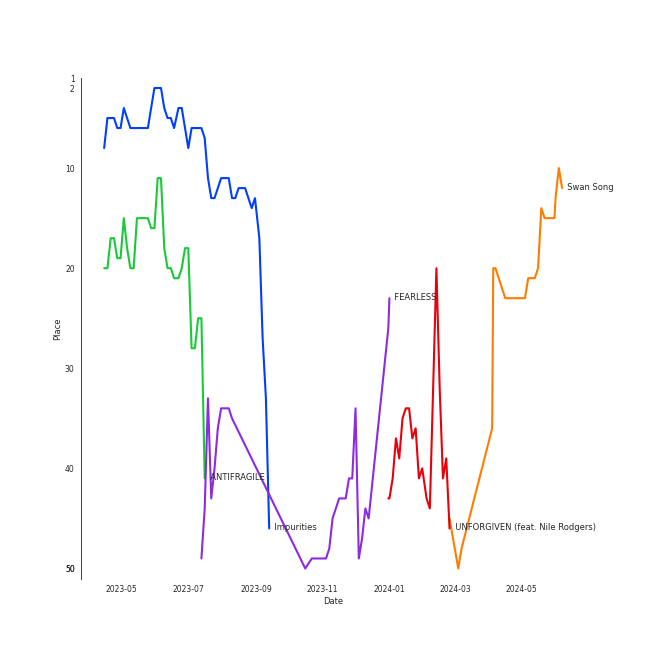 1
2
10
20
30
40
50
Place
FEARLESS
ANTIFRAGILE
Impurities
UNFORGIVEN (feat. Nile Rodgers)
Swan Song
2023-05 2023-07 2023-09 2023-11 2024-01 2024-03 2024-05
Date